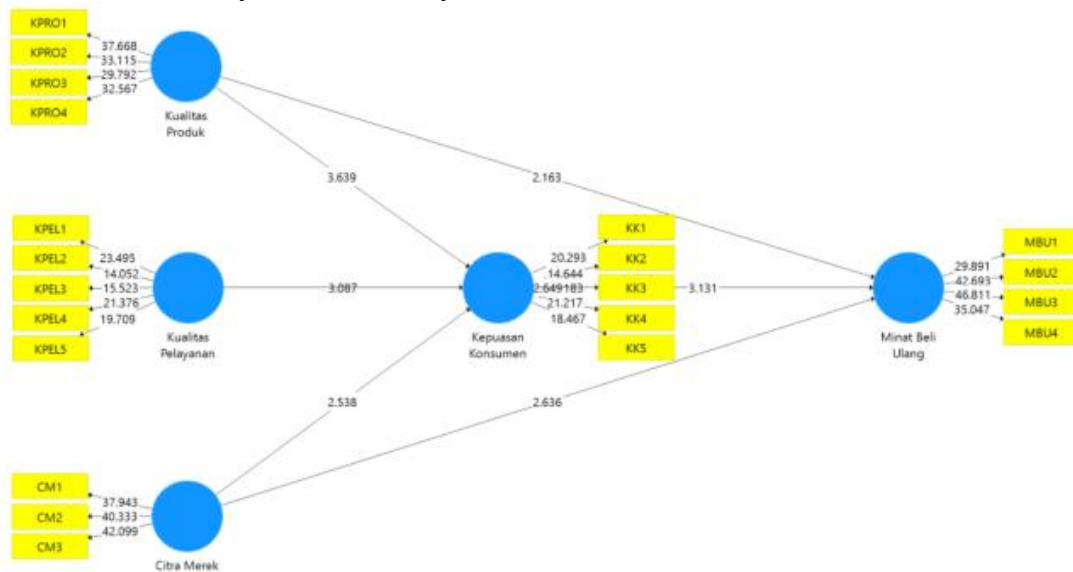 KPRO1
KPRO2
KPRO3
KPRO4
37.668
33.115
29.792
32.567
Kualitas
Produk
3.639
2.163
KPEL1
KPEL2
KPEL3
KPEL4
KPEL5
23.495
14.052
15.523
21.376
19.709
Kualitas
Pelayanan
3.087
Kepuasan
Konsumen
20.293
14.644
2.649183
21.217
18.467
KK1
KK2
KK3
KK4
KK5
3.131
Minat Beli
Ulang
29.891
42.693
46.811
35.047
MBU1
MBU2
MBU3
MBU4
2.538
2.636
CM1
CM2
CM3
37.943
40.333
42.099
Citra Merek